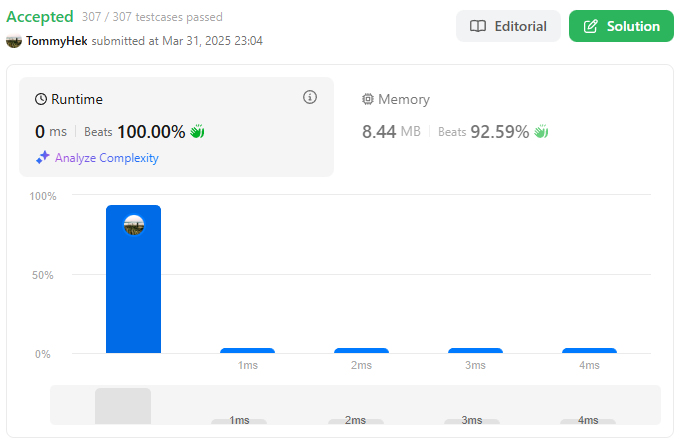 Accepted 307 / 307 testcases passed
Editorial
Solution
TommyHek submitted at Mar 31, 2025 23:04
Runtime
0 ms Beats 100.00%
Analyze Complexity
Memory
8.44 MB Beats 92.59%
100%
50%
0%
1ms 2ms 3ms 4ms
1ms 2ms 3ms 4ms